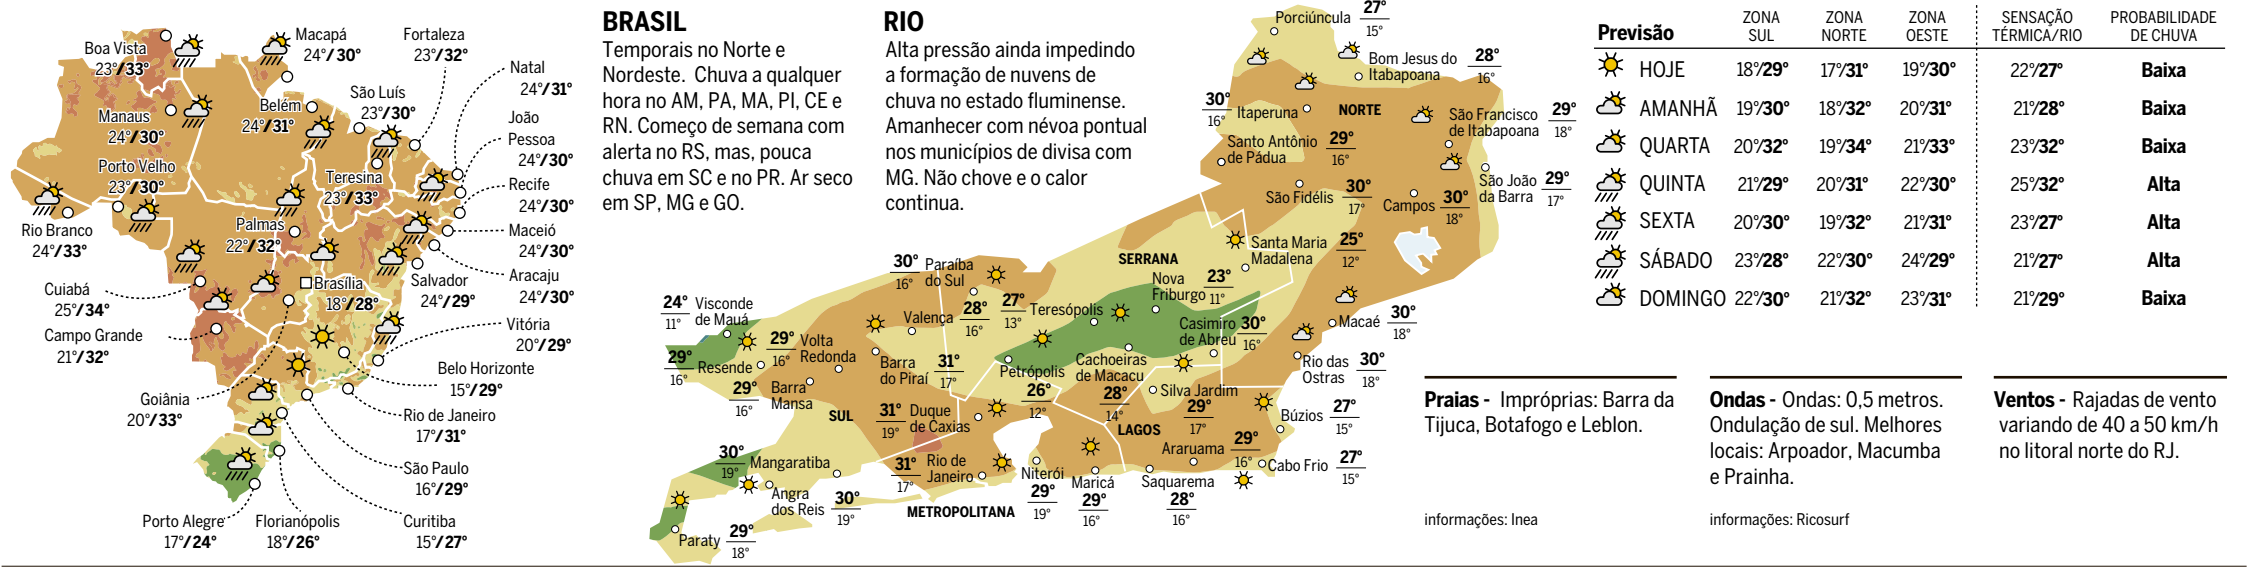 Boa Vista
23°/33°
Macapá
24°/30°
Fortaleza
23°/32°
Natal
24°/31°
Manaus
24°/30°
Belém
24°/31°
São Luís
23°/30°
João
Pessoa
24°/30°
Porto Velho
23°/30°
Teresina
23°/33°
Recife
24°/30°
Rio Branco
24°/33°
Palmas
22°/32°
Maceió
24°/30°
Cuiabá
25°/34°
Brasília
18°/28°
Salvador
24°/29°
Aracaju
24°/30°
Campo Grande
21°/32°
Vitória
20°/29°
Belo Horizonte
15°/29°
Goiânia
20°/33°
Rio de Janeiro
17°/31°
São Paulo
16°/29°
Porto Alegre
17°/24°
Florianópolis
18°/26°
Curitiba
15°/27°
BRASIL
Temporais no Norte e
Nordeste. Chuva a qualquer
hora no AM, PA, MA, PI, CE e
RN. Começo de semana com
alerta no RS, mas, pouca
chuva em SC e no PR. Ar seco
em SP, MG e GO.
RIO
Alta pressão ainda impedindo
a formação de nuvens de
chuva no estado fluminense.
Amanhecer com névoa pontual
nos municípios de divisa com
MG. Não chove e o calor
continua.
Porciúncula
27°
15°
Bom Jesus do
Itabapoana
28°
16°
30°
16°
Itaperuna
NORTE
São Francisco
de Itabapoana
29°
18°
Santo Antônio
de Pádua
29°
16°
São Fidélis
30°
17°
Campos
30°
18°
São João
da Barra
29°
17°
Santa Maria
Madalena
25°
12°
SERRANA
Nova
Friburgo
23°
11°
30°
16°
Paraíba
do Sul
24°
11°
Visconde
de Mauá
Valença
28°
16°
27°
13°
Teresópolis
Casimiro
de Abreu
30°
16°
Macaé
30°
18°
29°
16°
Volta
Redonda
29°
16°
Resende
Barra
do Piraí
31°
17°
Petrópolis
26°
12°
Cachoeiras
de Macacu
28°
14°
Rio das
Ostras
30°
18°
29°
16°
Barra
Mansa
Silva Jardim
29°
17°
SUL
31°
19°
Duque
de Caxias
LAGOS
Búzios
27°
15°
Araruama
29°
16°
Cabo Frio
27°
15°
30°
19°
Mangaratiba
31°
17°
Rio de
Janeiro
Niterói
29°
19°
Maricá
29°
16°
Saquarema
28°
16°
Angra
dos Reis
30°
19°
METROPOLITANA
Paraty
29°
18°
Previsão
ZONA
SUL
ZONA
NORTE
ZONA
OESTE
SENSAÇÃO
TÉRMICA/RIO
PROBABILIDADE
DE CHUVA
HOJE 18°/29° 17°/31° 19°/30° 22°/27° Baixa
AMANHÃ 19°/30° 18°/32° 20°/31° 21°/28° Baixa
QUARTA 20°/32° 19°/34° 21°/33° 23°/32° Baixa
QUINTA 21°/29° 20°/31° 22°/30° 25°/32° Alta
SEXTA 20°/30° 19°/32° 21°/31° 23°/27° Alta
SÁBADO 23°/28° 22°/30° 24°/29° 21°/27° Alta
DOMINGO 22°/30° 21°/32° 23°/31° 21°/29° Baixa
Praias - Impróprias: Barra da
Tijuca, Botafogo e Leblon.
informações: Inea
Ondas - Ondas: 0,5 metros.
Ondulação de sul. Melhores
locais: Arpoador, Macumba
e Prainha.
informações: Ricosurf
Ventos - Rajadas de vento
variando de 40 a 50 km/h
no litoral norte do RJ.